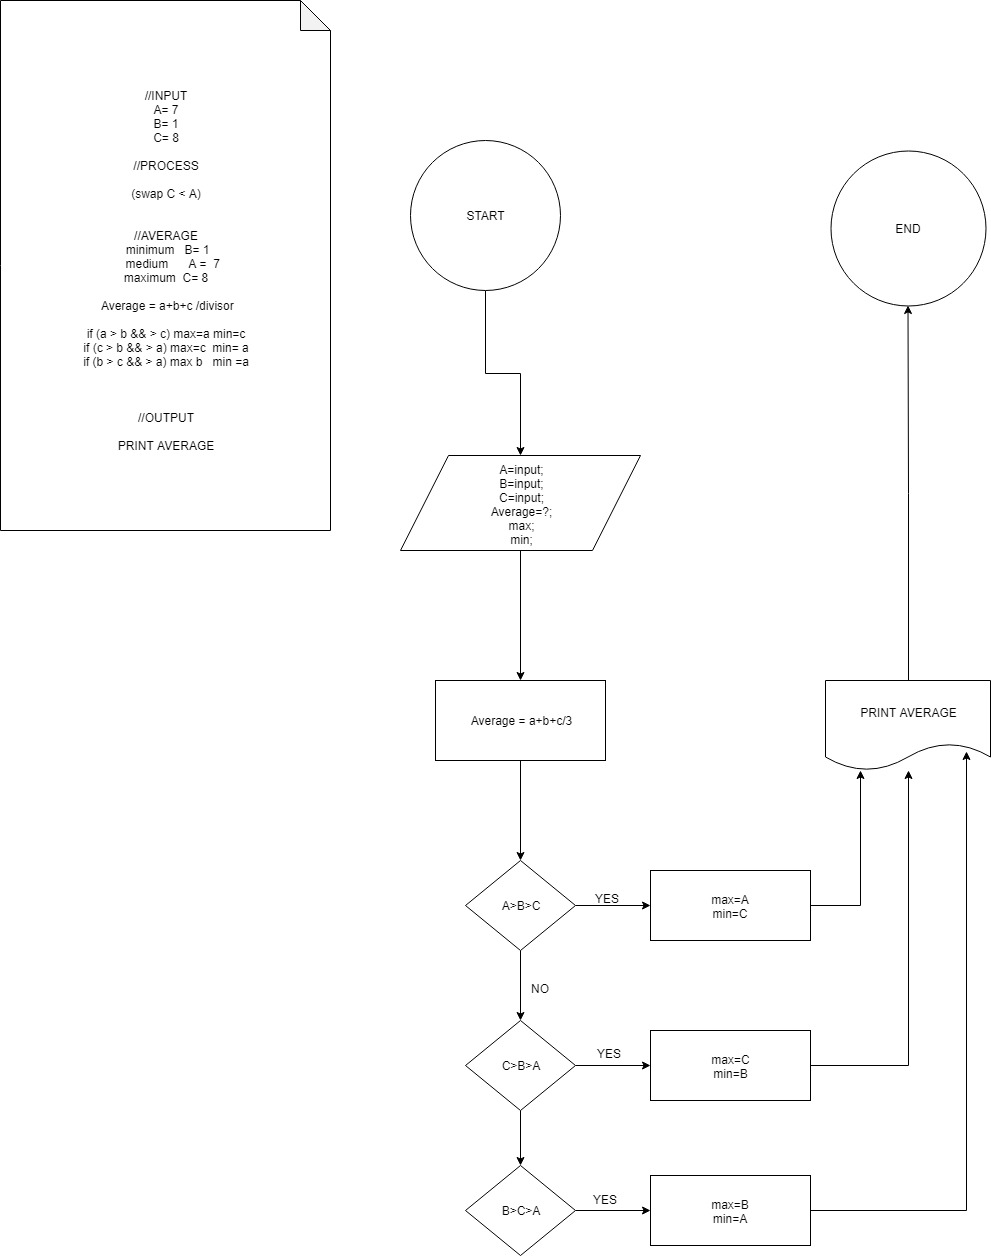 //INPUT
A= 7
B= 1
C= 8
//PROCESS
(swap C < A)
//AVERAGE
minimum B= 1
medium A = 7
maximum C= 8
Average = a+b+c /divisor
if (a > b && > c) max=a min=c
if (c > b && > a) max=c min= a
if (b > c && > a) max b min =a
//OUTPUT
PRINT AVERAGE
START
END
A=input;
B=input;
C=input;
Average=?;
max;
min;
Average = a+b+c/3
PRINT AVERAGE
A>B>C
YES
max=A
min=C
NO
C>B>A
YES
max=C
min=B
B>C>A
YES
max=B
min=A